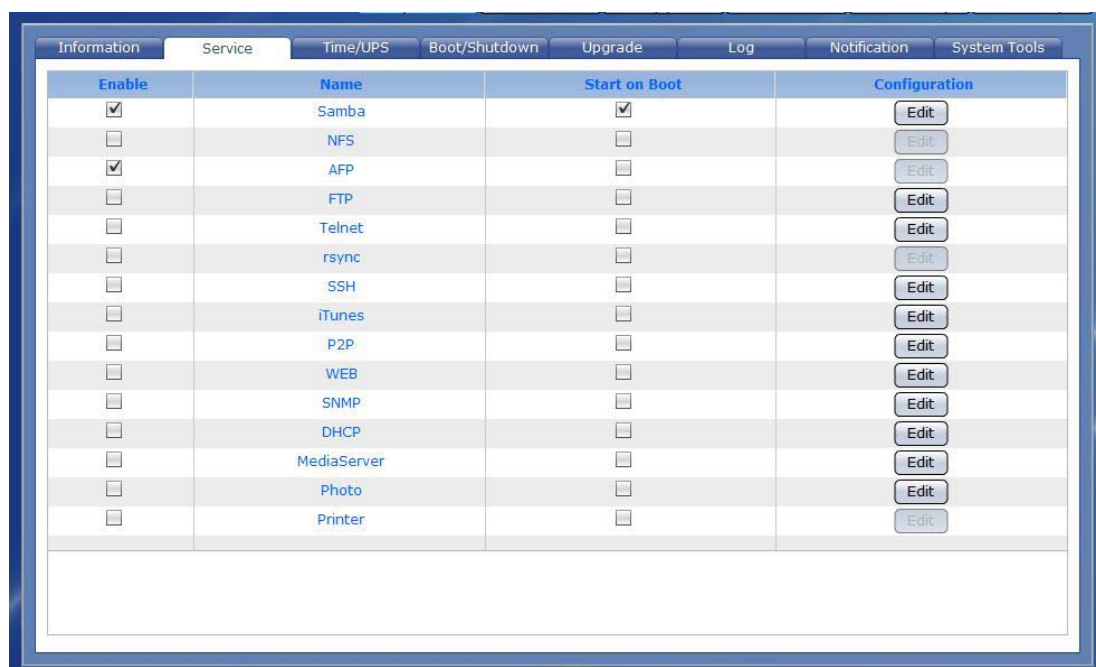 Information Service Time/UPS Boot/Shutdown Upgrade Log Notification System Tools
Enable Name Start on Boot Configuration
Samba Edit
NFS Edit
AFP Edit
FTP Edit
Telnet Edit
rsync Edit
SSH Edit
iTunes Edit
P2P Edit
WEB Edit
SNMP Edit
DHCP Edit
MediaServer Edit
Photo Edit
Printer Edit